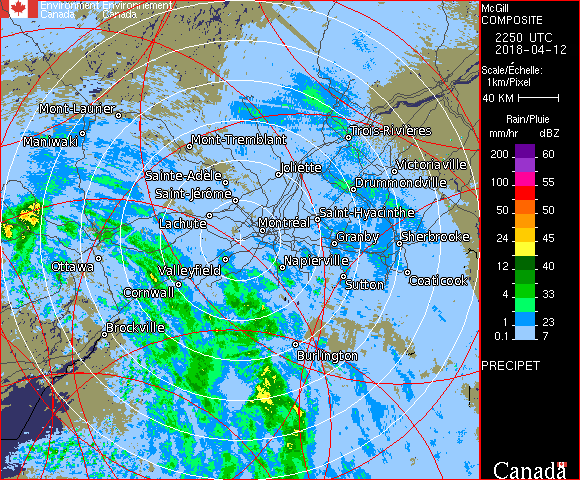 Environment Environnement
Canada Canada
McGill
COMPOSITE
2250 UTC
2018-04-12
Scale/Échelle:
1km/Pixel
40 KM
Rain/Pluie
mm/hr dBZ
200 60
100 55
50 50
24 45
12 40
4 33
1 23
0.1 7
PRECIPET
Canada
Mont-Laurier
Maniwaki
Mont-Tremblant
Trois-Rivières
Joliette
Victoriaville
Sainte-Adèle
Drummondville
Saint-Jérôme
Saint-Hyacinthe
Lachute
Montréal
Granby
Sherbrooke
Ottawa
Valleyfield
Napierville
Coaticook
Cornwall
Sutton
Brockville
Burlington